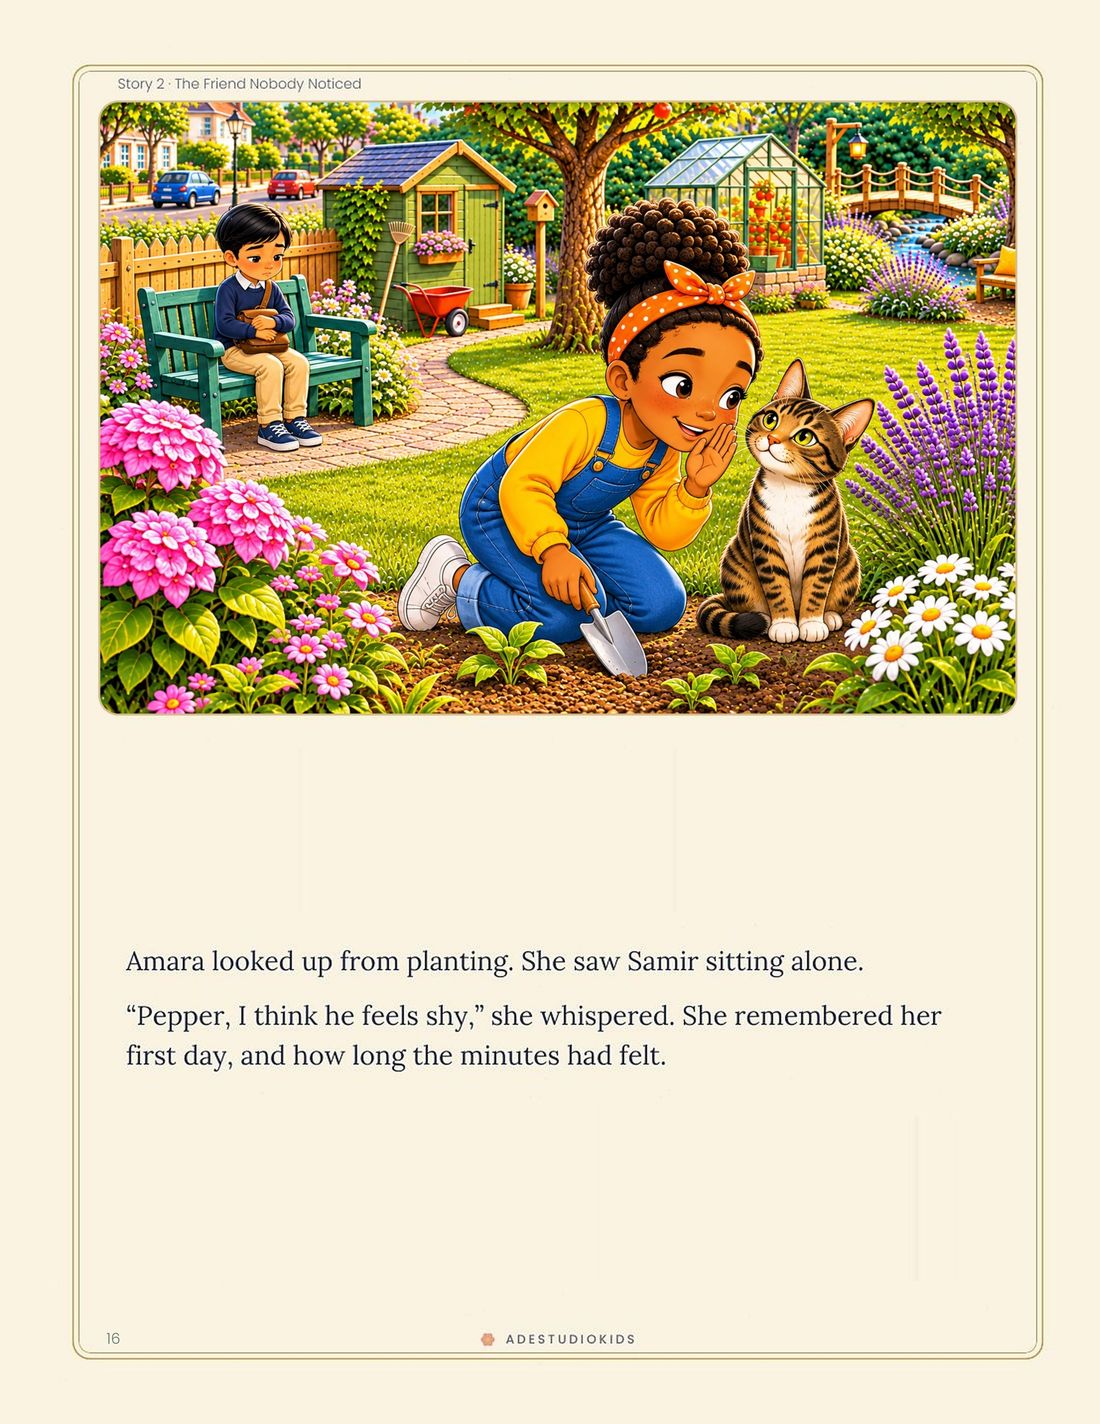 Story 2 · The Friend Nobody Noticed
Amara looked up from planting. She saw Samir sitting alone.
“Pepper, I think he feels shy,” she whispered. She remembered her
first day, and how long the minutes had felt.
16
ADESTUDIOKIDS